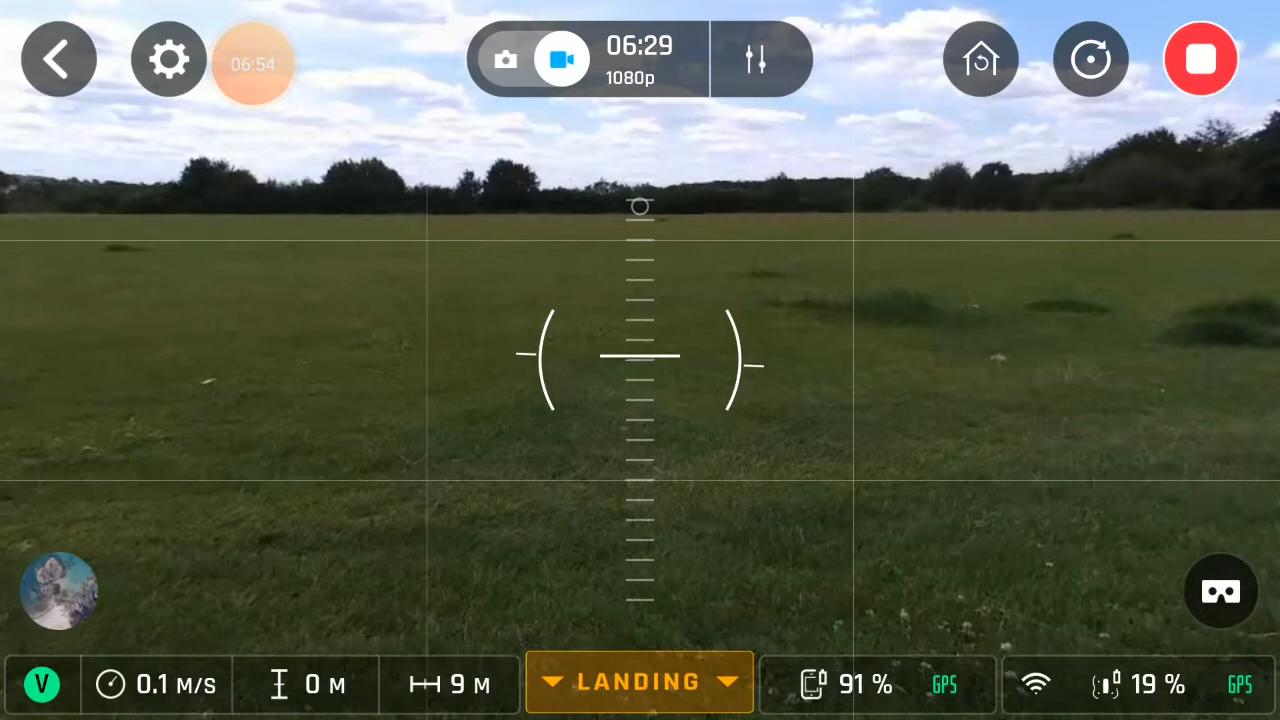 06:54
06:29
1080p
V
0.1 M/S
0 M
9 M
LANDING
91 %
GPS
19 %
GPS